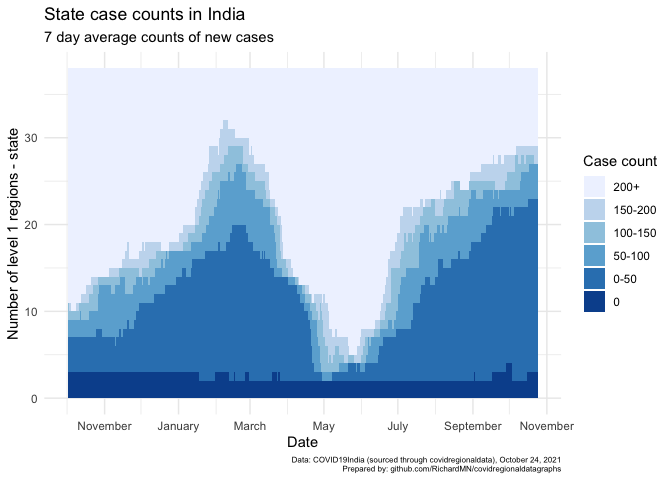 State case counts in India
7 day average counts of new cases
Number of level 1 regions - state
30
20
10
0
November January March May July September November
Date
Case count
200+
150-200
100-150
50-100
0-50
0
Data: COVID19India (sourced through covidregionaldata), October 24, 2021
Prepared by: github.com/RichardMN/covidregionaldatagraphs